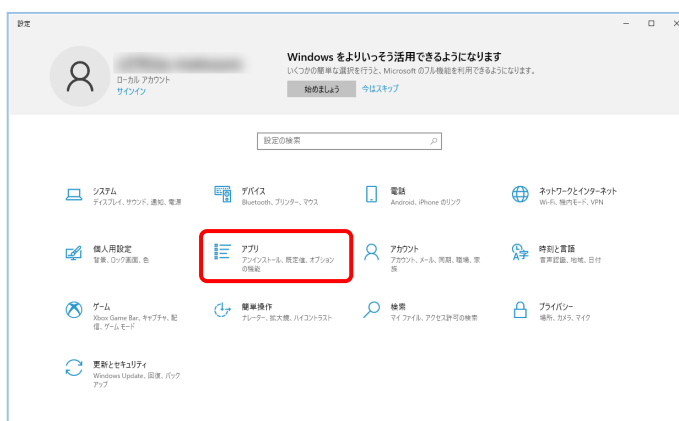 設定
Windows をよりいっそう活用できるようになります
いくつかの簡単な選択を行うと、Microsoft のフル機能を利用できるようになります。
ローカル アカウント
サインイン
始めましょう
今はスキップ
設定の検索
システム
ディスプレイ、サウンド、通知、電源
デバイス
Bluetooth、プリンター、マウス
電話
Android、iPhone のリンク
ネットワークとインターネット
Wi-Fi、機内モード、VPN
個人用設定
背景、ロック画面、色
アプリ
アンインストール、既定値、オプション
の機能
アカウント
アカウント、メール、同期、職場、家
族
時刻と言語
音声認識、地域、日付
ゲーム
Xbox Game Bar、キャプチャ、配
信、ゲーム モード
簡単操作
ナレーター、拡大鏡、ハイコントラスト
検索
マイ ファイル、アクセス許可の検索
プライバシー
場所、カメラ、マイク
更新とセキュリティ
Windows Update、回復、バック
アップ